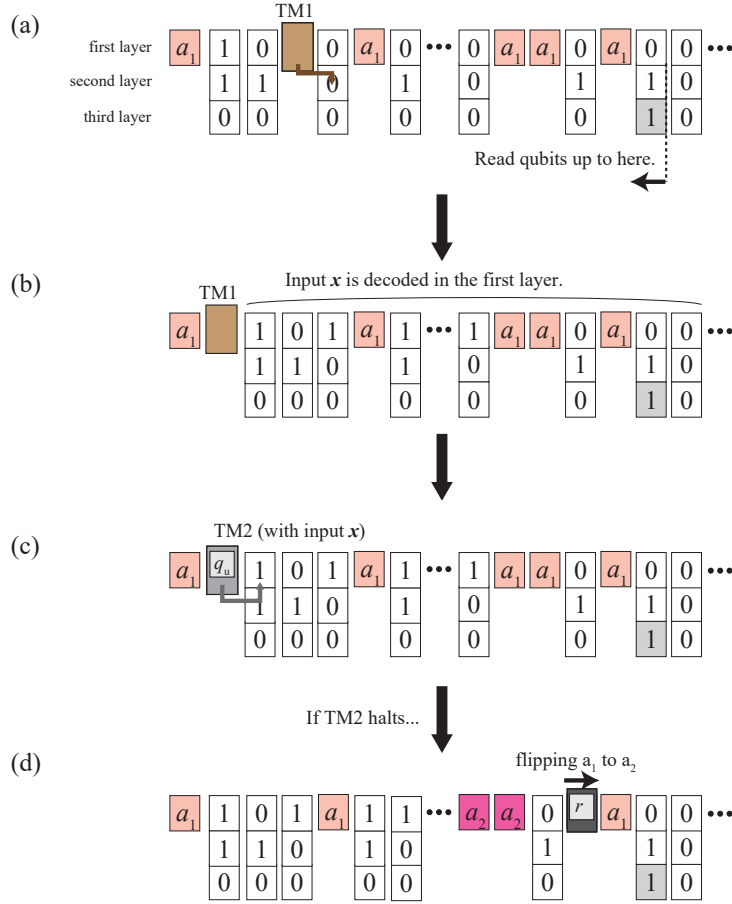 (a)
TM1
first layer a₁ 1 0 0 a₁ 0 ••• 0 a₁ a₁ 0 a₁ 0 0 •••
second layer 1 1 0 1 0 1 1 0
third layer 0 0 0 0 0 0 1 0
Read qubits up to here.
(b)
Input x is decoded in the first layer.
TM1
a₁ 1 0 1 a₁ 1 ••• 1 a₁ a₁ 0 a₁ 0 0 •••
1 1 0 1 0 1 1 0
0 0 0 0 0 0 1 0
(c)
TM2 (with input x)
a₁ qᵤ 1 0 1 a₁ 1 ••• 1 a₁ a₁ 0 a₁ 0 0 •••
1 1 0 1 0 1 1 0
0 0 0 0 0 0 1 0
If TM2 halts...
(d)
flipping a₁ to a₂
a₁ 1 0 1 a₁ 1 1 ••• a₂ a₂ 0 r a₁ 0 0 •••
1 1 0 1 0 1 1 0
0 0 0 0 0 0 1 0